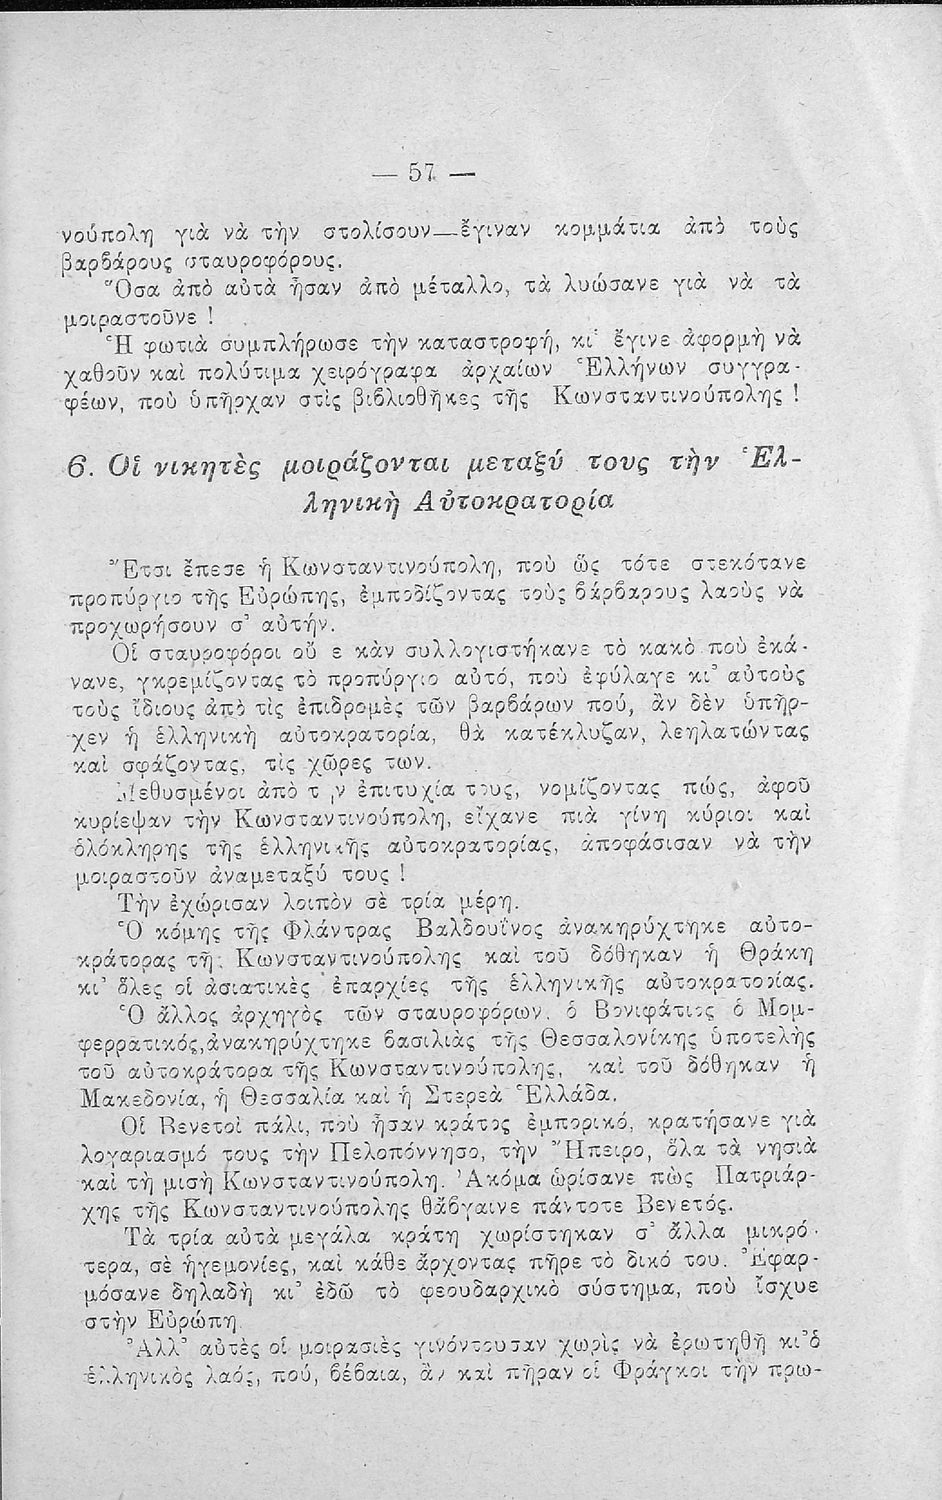 — 57 —
νούπολη γιὰ νὰ τὴν στολίσουν—ἔγιναν κομμάτια ἀπὸ τοὺς
βαρβάρους σταυροφόρους.
Ὅσα ἀπὸ αὐτὰ ἦσαν ἀπὸ μέταλλο, τὰ λυώσανε γιὰ νὰ τὰ
μοιραστοῦνε !
Ἡ φωτιὰ συμπλήρωσε τὴν καταστροφή, κι᾿ ἔγινε ἀφορμὴ νὰ
χαθοῦν καὶ πολύτιμα χειρόγραφα ἀρχαίων Ἑλλήνων συγγρα-
φέων, ποὺ ὑπῆρχαν στὶς βιβλιοθῆκες τῆς Κωνσταντινούπολης !
6. Οἱ νικητὲς μοιράζονται μεταξύ τους τὴν Ἑλ-
ληνικὴ Αὐτοκρατορία
Ἔτσι ἔπεσε ἡ Κωνσταντινούπολη, ποὺ ὣς τότε στεκότανε
προπύργιο τῆς Εὐρώπης, ἐμποδίζοντας τοὺς βάρβαρους λαοὺς νὰ
προχωρήσουν σ᾿ αὐτήν.
Οἱ σταυροφόροι οὔ ε κἂν συλλογιστήκανε τὸ κακὸ ποὺ ἐκά-
νανε, γκρεμίζοντας τὸ προπύργιο αὐτό, ποὺ ἐφύλαγε κι᾿ αὐτοὺς
τοὺς ἴδιους ἀπὸ τὶς ἐπιδρομὲς τῶν βαρβάρων πού, ἂν δὲν ὑπῆρ-
χεν ἡ ἑλληνικὴ αὐτοκρατορία, θὰ κατέκλυζαν, λεηλατώντας
καὶ σφάζοντας, τὶς χῶρες των.
Μεθυσμένοι ἀπὸ τ ν ἐπιτυχία τους, νομίζοντας πώς, ἀφοῦ
κυρίεψαν τὴν Κωνσταντινούπολη, εἴχανε πιὰ γίνη κύριοι καὶ
ὁλόκληρης τῆς ἑλληνικῆς αὐτοκρατορίας, ἀποφάσισαν νὰ τὴν
μοιραστοῦν ἀναμεταξύ τους !
Τὴν ἐχώρισαν λοιπὸν σὲ τρία μέρη.
Ὁ κόμης τῆς Φλάντρας Βαλδουΐνος ἀνακηρύχτηκε αὐτο-
κράτορας τῆς Κωνσταντινούπολης καὶ τοῦ δόθηκαν ἡ Θράκη
κι᾿ ὅλες οἱ ἀσιατικὲς ἐπαρχίες τῆς ἑλληνικῆς αὐτοκρατορίας.
Ὁ ἄλλος ἀρχηγὸς τῶν σταυροφόρων, ὁ Βονιφάτιος ὁ Μομ-
φερρατικός,ἀνακηρύχτηκε βασιλιὰς τῆς Θεσσαλονίκης ὑποτελὴς
τοῦ αὐτοκράτορα τῆς Κωνσταντινούπολης, καὶ τοῦ δόθηκαν ἡ
Μακεδονία, ἡ Θεσσαλία καὶ ἡ Στερεὰ Ἑλλάδα.
Οἱ Βενετοὶ πάλι, ποὺ ἦσαν κράτος ἐμπορικό, κρατήσανε γιὰ
λογαριασμό τους τὴν Πελοπόννησο, τὴν Ἤπειρο, ὅλα τὰ νησιὰ
καὶ τὴ μισὴ Κωνσταντινούπολη. Ἀκόμα ὡρίσανε πὼς Πατριάρ-
χης τῆς Κωνσταντινούπολης θἄβγαινε πάντοτε Βενετός.
Τὰ τρία αὐτὰ μεγάλα κράτη χωρίστηκαν σ᾿ ἄλλα μικρό-
τερα, σὲ ἡγεμονίες, καὶ κάθε ἄρχοντας πῆρε τὸ δικό του. Ἐφαρ-
μόσανε δηλαδὴ κι᾿ ἐδῶ τὸ φεουδαρχικὸ σύστημα, ποὺ ἴσχυε
στὴν Εὐρώπη
Ἀλλ᾿ αὐτὲς οἱ μοιρασιὲς γινόντουσαν χωρὶς νὰ ἐρωτηθῆ κι᾿ὁ
ἑλληνικὸς λαός, πού, βέβαια, ἂν καὶ πῆραν οἱ Φράγκοι τὴν πρω-